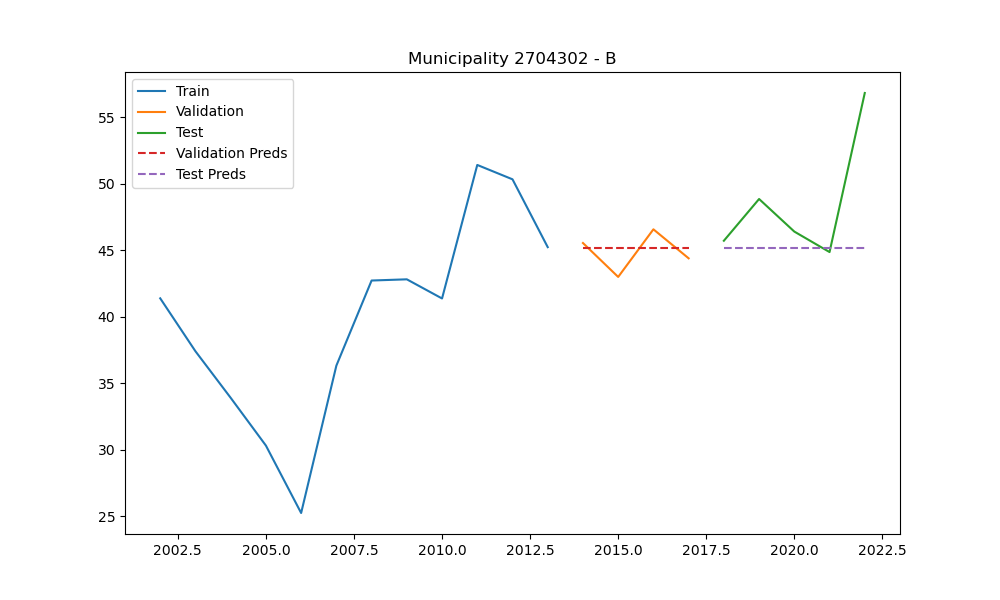 Municipality 2704302 - B
Train
Validation
Test
Validation Preds
Test Preds
55
50
45
40
35
30
25
2002.5 2005.0 2007.5 2010.0 2012.5 2015.0 2017.5 2020.0 2022.5